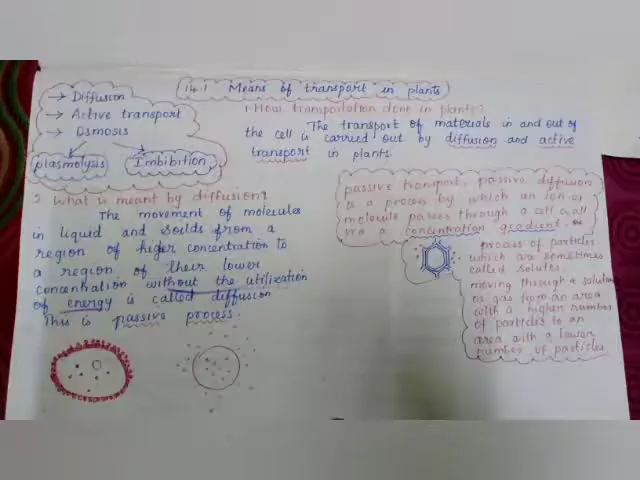 14.1 Means of transport in plants
→ Diffusion
→ Active transport
→ Osmosis
plasmolysis
Imbibition
1. How transportation done in plants?
The transport of materials in and out of
the cell is carried out by diffusion and active
transport in plants.
2 What is meant by diffusion?
The movement of molecules
in liquid and soilds from a
region of higher concentration to
a region of their lower
concentration without the utilization
of energy is called diffusion
This is passive process.
passive transport, passive diffusion
is a process by which an ion or
molecule passes through a cell wall
via a concentration gradient, or
process of particles
which are sometimes
called solutes.
moving through a solution
or gas from an area
with a higher number
of particles to an
area with a lower
number of particles